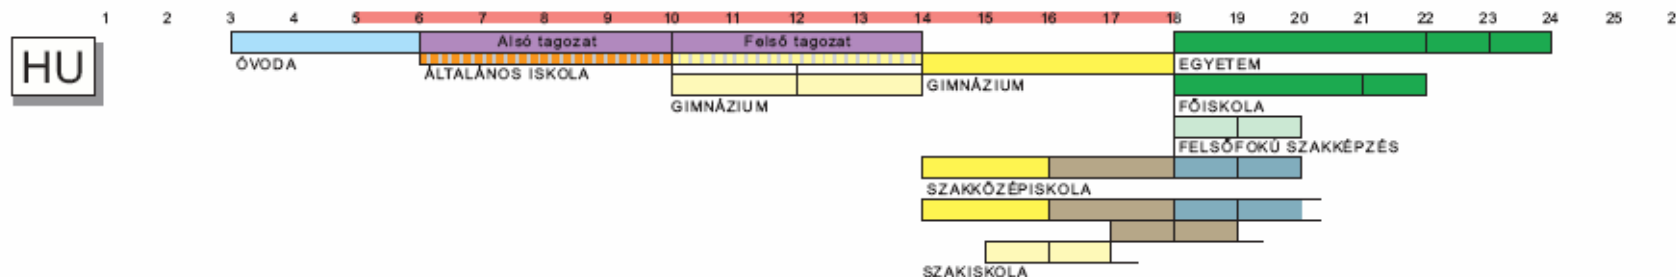 1 2 3 4 5 6 7 8 9 10 11 12 13 14 15 16 17 18 19 20 21 22 23 24 25 2
HU
Alsó tagozat Felső tagozat
ÓVODA ÁLTALÁNOS ISKOLA GIMNÁZIUM EGYETEM
GIMNÁZIUM FŐISKOLA
FELSŐFOKÚ SZAKKÉPZÉS
SZAKKÖZÉPISKOLA
SZAKISKOLA